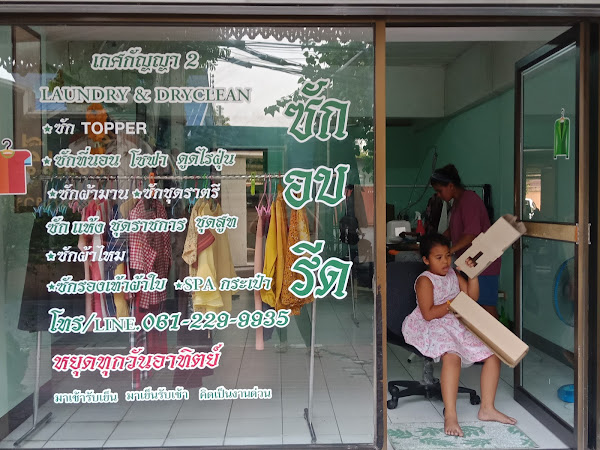 เกศกัญญา 2
LAUNDRY & DRYCLEAN
ซัก TOPPER
ซักที่นอน โซฟา ดูดไรฝุ่น
ซักผ้าม่าน ซักชุดราตรี
ซักแห้ง ชุดราชการ ชุดสูท
ซักผ้าไหม
ซักรองเท้าผ้าใบ SPA กระเป๋า
โทร/LINE. 061-229-9935
หยุดทุกวันอาทิตย์
มาเช้ารับเย็น มาเย็นรับเช้า คิดเป็นงานด่วน
ซัก
อบ
รีด